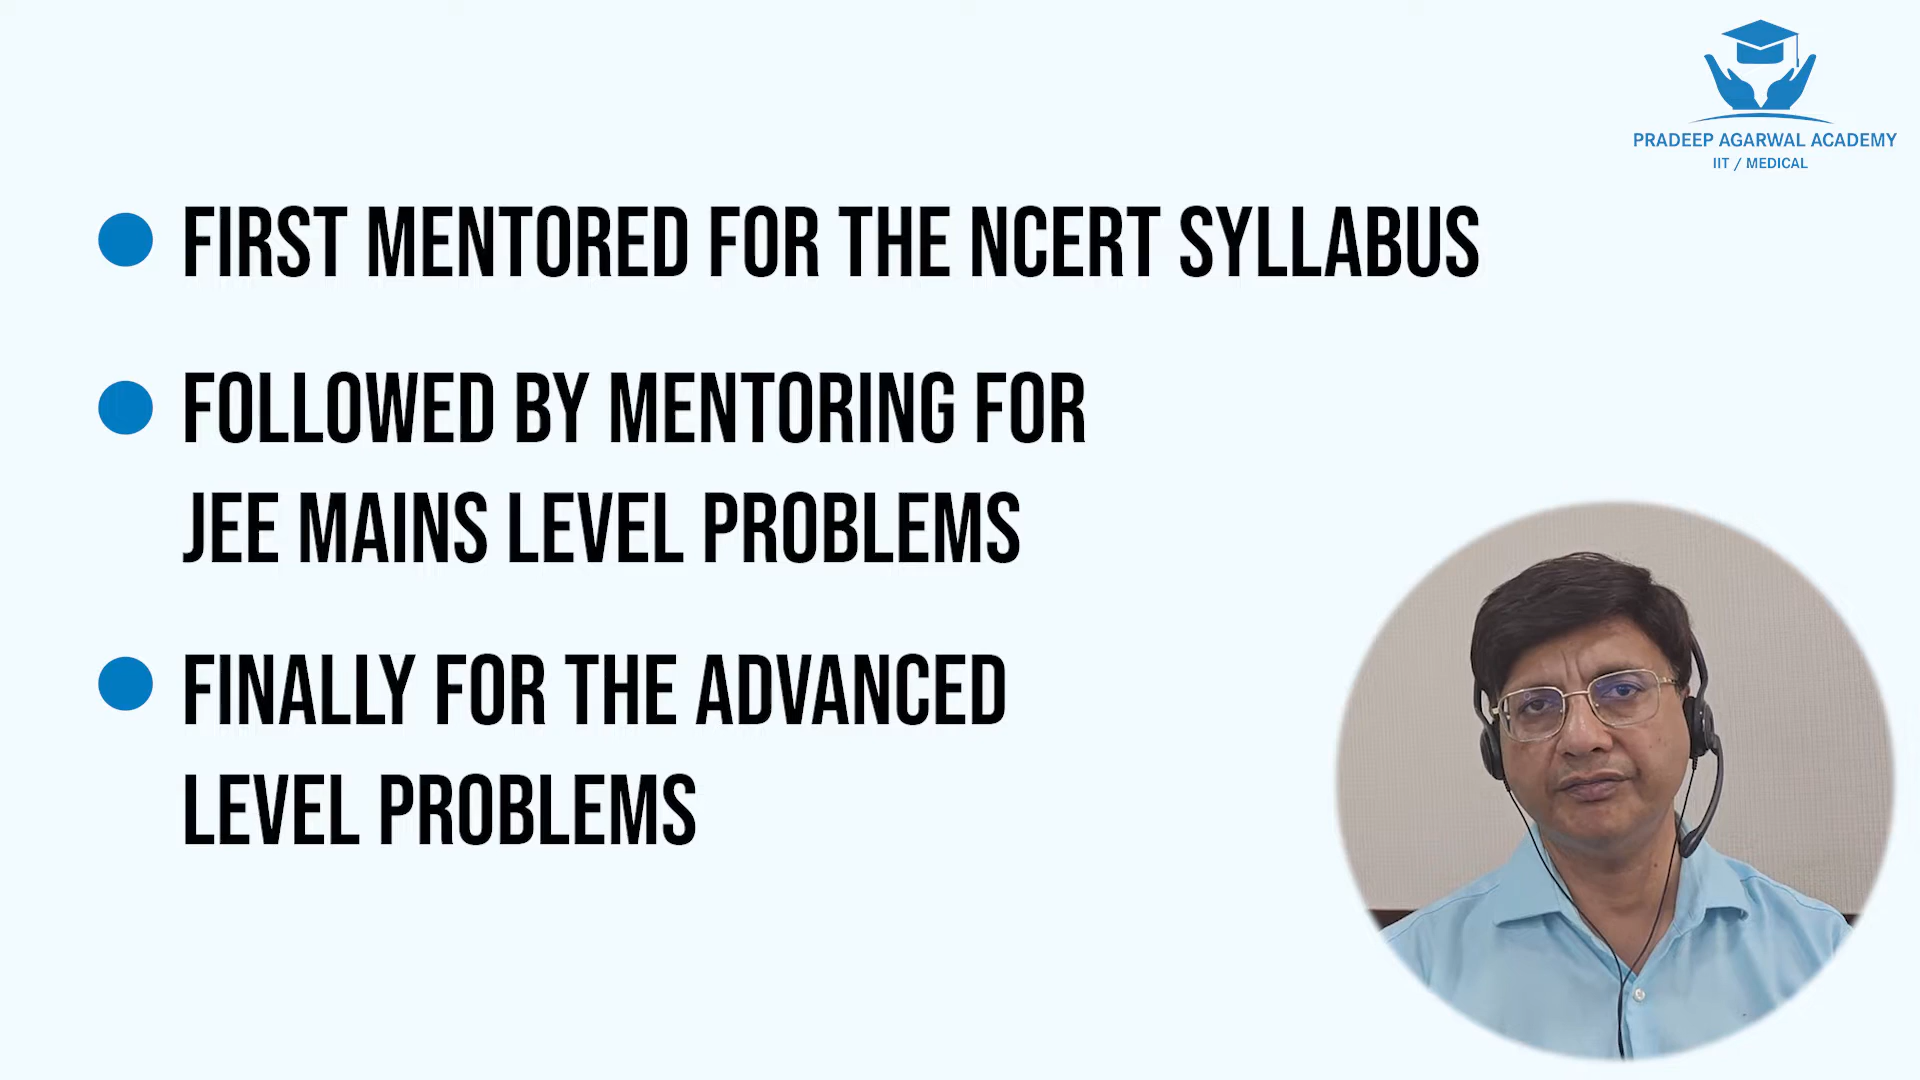 PRADEEP AGARWAL ACADEMY
IIT / MEDICAL
FIRST MENTORED FOR THE NCERT SYLLABUS
FOLLOWED BY MENTORING FOR
JEE MAINS LEVEL PROBLEMS
FINALLY FOR THE ADVANCED
LEVEL PROBLEMS